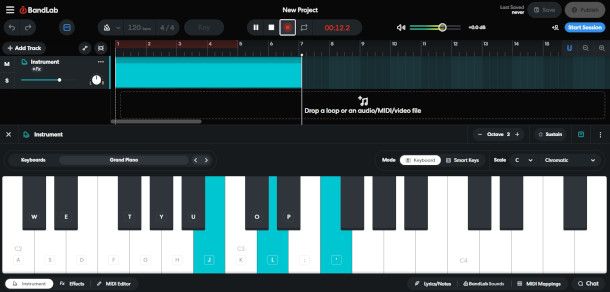 BandLab
New Project
Last Saved
never
Save
Publish
120 bpm
4 / 4
Key
00:12.2
+0.0 dB
Start Session
Add Track
1 2 3 4 5 6 7 8 9 10 11 12 13 14 15
M
Instrument
+Fx
S
Drop a loop or an audio/MIDI/video file
Instrument
Octave 3
Sustain
Keyboards
Grand Piano
Mode
Keyboard
Smart Keys
Scale
C
Chromatic
W E T Y U O P
C2 C3 C4
A S D F G H J K L ; '
Instrument
Effects
MIDI Editor
Lyrics/Notes
BandLab Sounds
MIDI Mappings
Chat